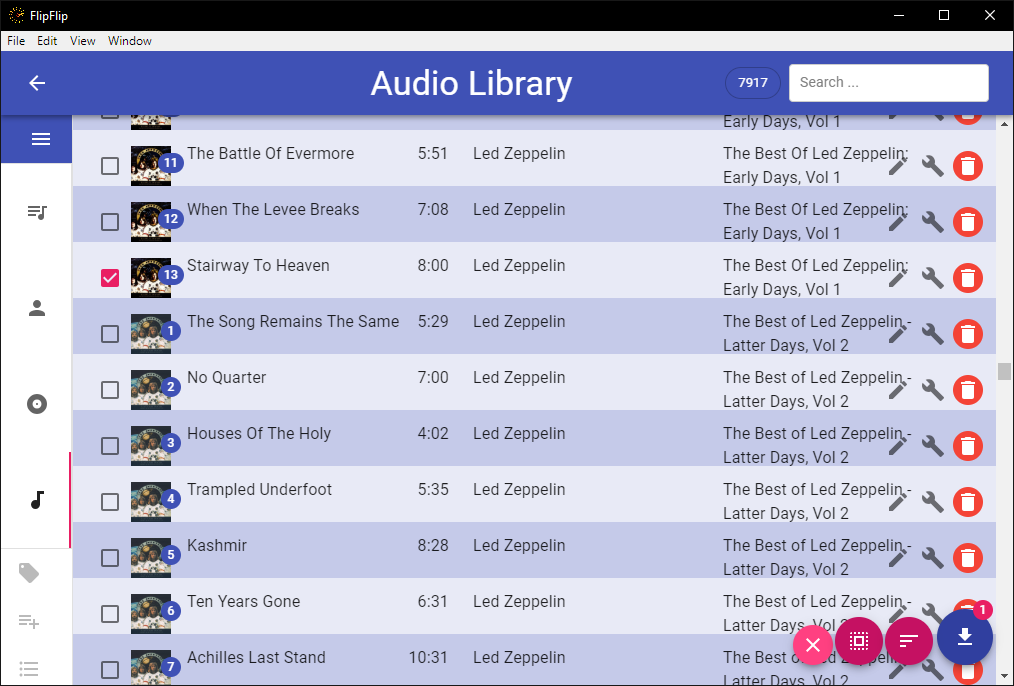 FlipFlip
File Edit View Window
Audio Library
7917
Search ...
Early Days, Vol 1
11 The Battle Of Evermore 5:51 Led Zeppelin The Best Of Led Zeppelin:
Early Days, Vol 1
12 When The Levee Breaks 7:08 Led Zeppelin The Best Of Led Zeppelin:
Early Days, Vol 1
13 Stairway To Heaven 8:00 Led Zeppelin The Best Of Led Zeppelin:
Early Days, Vol 1
1 The Song Remains The Same 5:29 Led Zeppelin The Best of Led Zeppelin -
Latter Days, Vol 2
2 No Quarter 7:00 Led Zeppelin The Best of Led Zeppelin -
Latter Days, Vol 2
3 Houses Of The Holy 4:02 Led Zeppelin The Best of Led Zeppelin -
Latter Days, Vol 2
4 Trampled Underfoot 5:35 Led Zeppelin The Best of Led Zeppelin -
Latter Days, Vol 2
5 Kashmir 8:28 Led Zeppelin The Best of Led Zeppelin -
Latter Days, Vol 2
6 Ten Years Gone 6:31 Led Zeppelin The Best of Led Zeppelin -
Latter Days, Vol 2
1
7 Achilles Last Stand 10:31 Led Zeppelin The Best of Led Zeppelin -
Latter Days, Vol 2